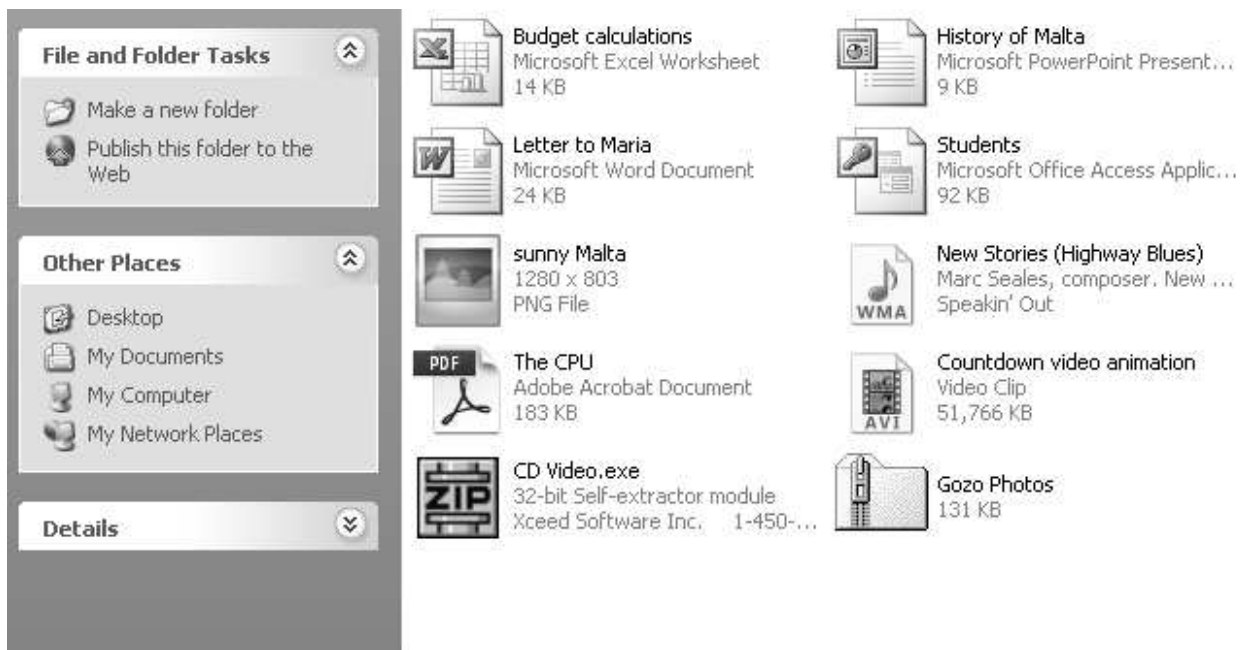 File and Folder Tasks
Make a new folder
Publish this folder to the
Web
Other Places
Desktop
My Documents
My Computer
My Network Places
Details
Budget calculations
Microsoft Excel Worksheet
14 KB
History of Malta
Microsoft PowerPoint Present...
9 KB
Letter to Maria
Microsoft Word Document
24 KB
Students
Microsoft Office Access Applic...
92 KB
sunny Malta
1280 x 803
PNG File
WMA
New Stories (Highway Blues)
Marc Seales, composer. New ...
Speakin' Out
PDF
The CPU
Adobe Acrobat Document
183 KB
AVI
Countdown video animation
Video Clip
51,766 KB
ZIP
CD Video.exe
32-bit Self-extractor module
Xceed Software Inc. 1-450-...
Gozo Photos
131 KB